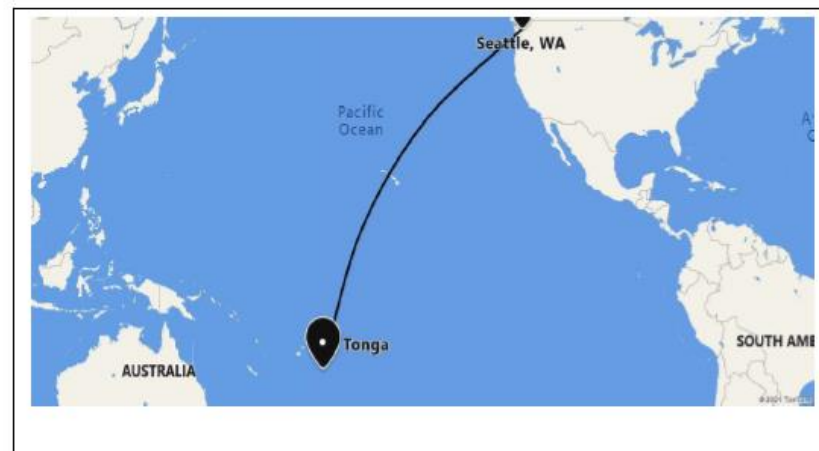 Seattle, WA
Pacific
Ocean
Tonga
AUSTRALIA
SOUTH AME